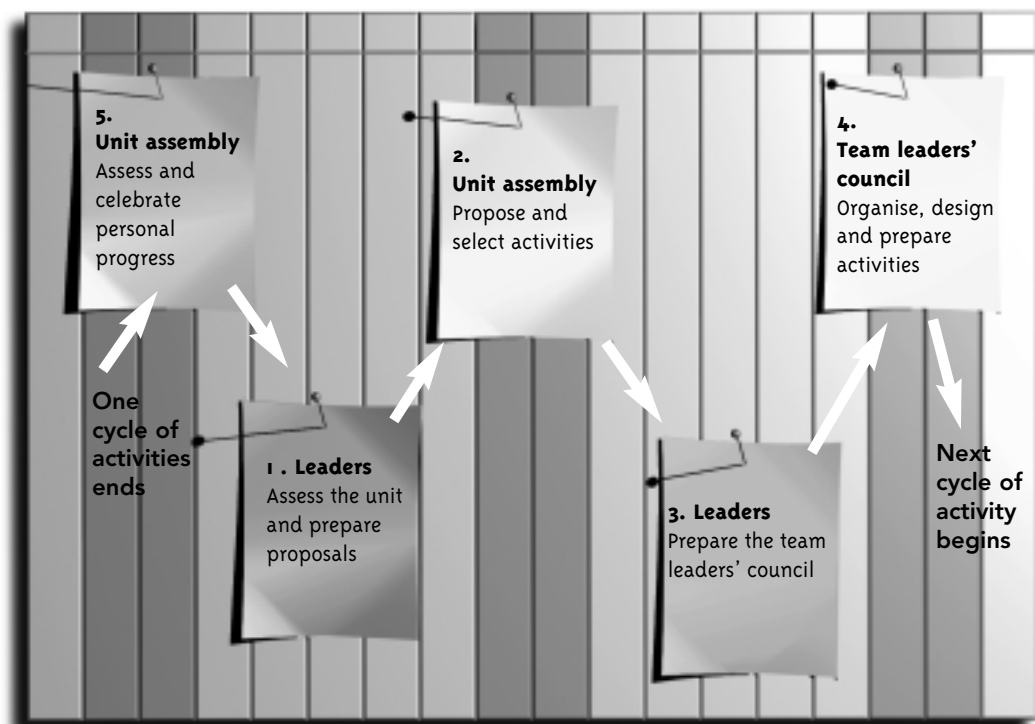 5.
Unit assembly
Assess and
celebrate
personal
progress
One
cycle of
activities
ends
1 . Leaders
Assess the unit
and prepare
proposals
2.
Unit assembly
Propose and
select activities
3. Leaders
Prepare the team
leaders’ council
4.
Team leaders’
council
Organise, design
and prepare
activities
Next
cycle of
activity
begins